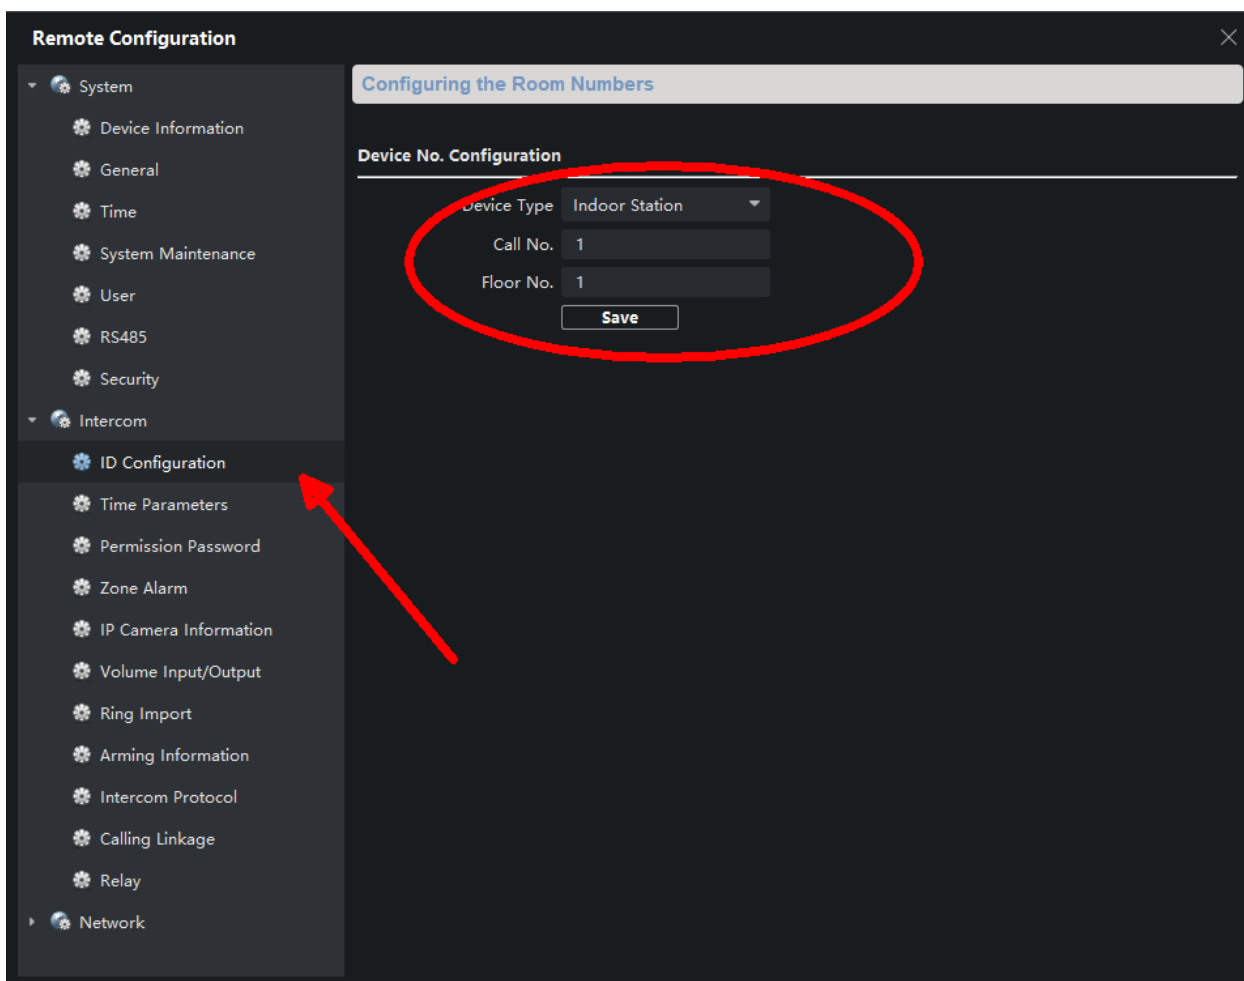 Remote Configuration
System
Device Information
General
Time
System Maintenance
User
RS485
Security
Intercom
ID Configuration
Time Parameters
Permission Password
Zone Alarm
IP Camera Information
Volume Input/Output
Ring Import
Arming Information
Intercom Protocol
Calling Linkage
Relay
Network
Configuring the Room Numbers
Device No. Configuration
Device Type Indoor Station
Call No. 1
Floor No. 1
Save